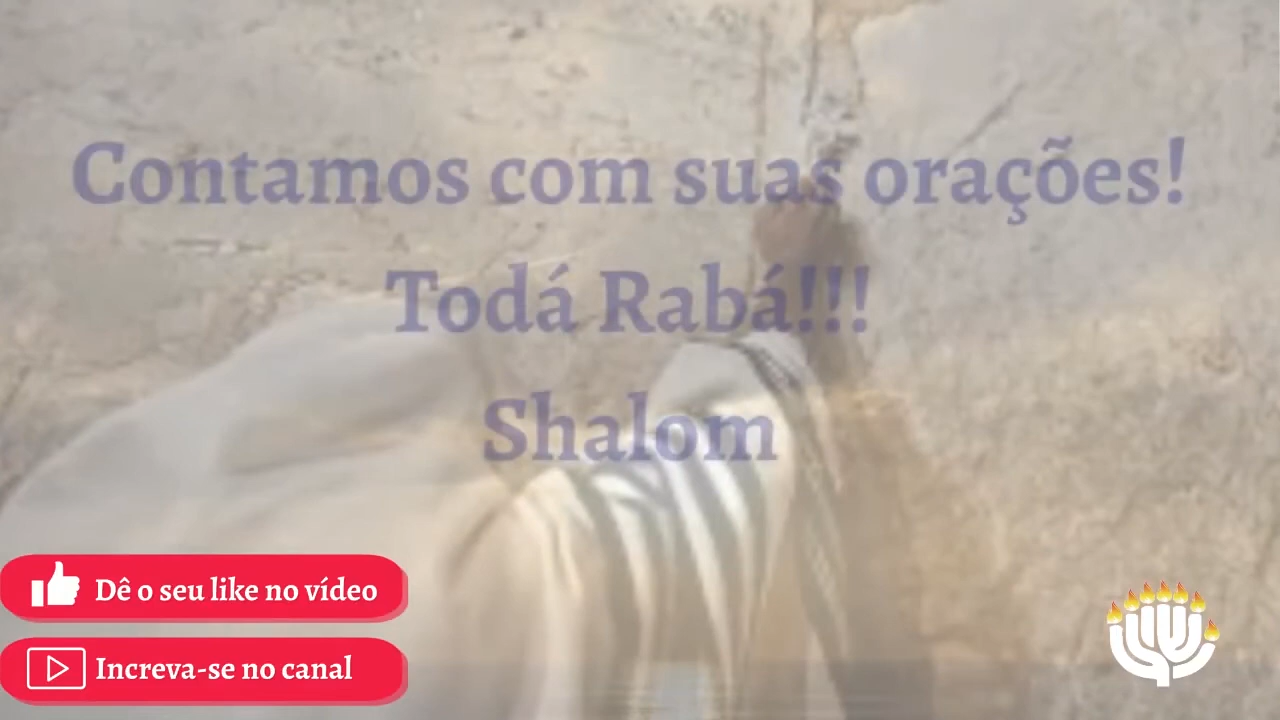 Contamos com suas orações!
Todá Rabá!!!
Shalom
Dê o seu like no vídeo
Increva-se no canal